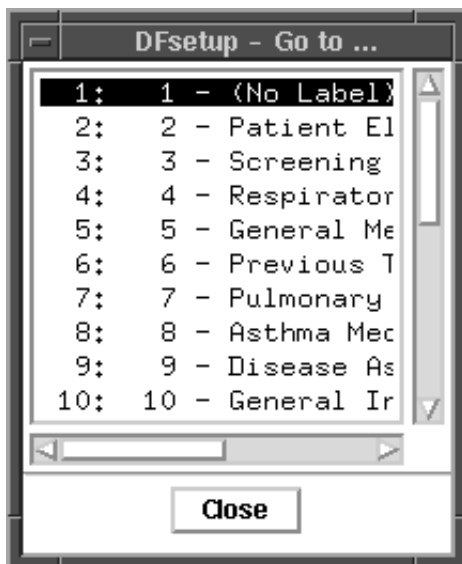 DFsetup - Go to ...
1: 1 - (No Label)
2: 2 - Patient El
3: 3 - Screening
4: 4 - Respirator
5: 5 - General Me
6: 6 - Previous T
7: 7 - Pulmonary
8: 8 - Asthma Med
9: 9 - Disease As
10: 10 - General In
Close